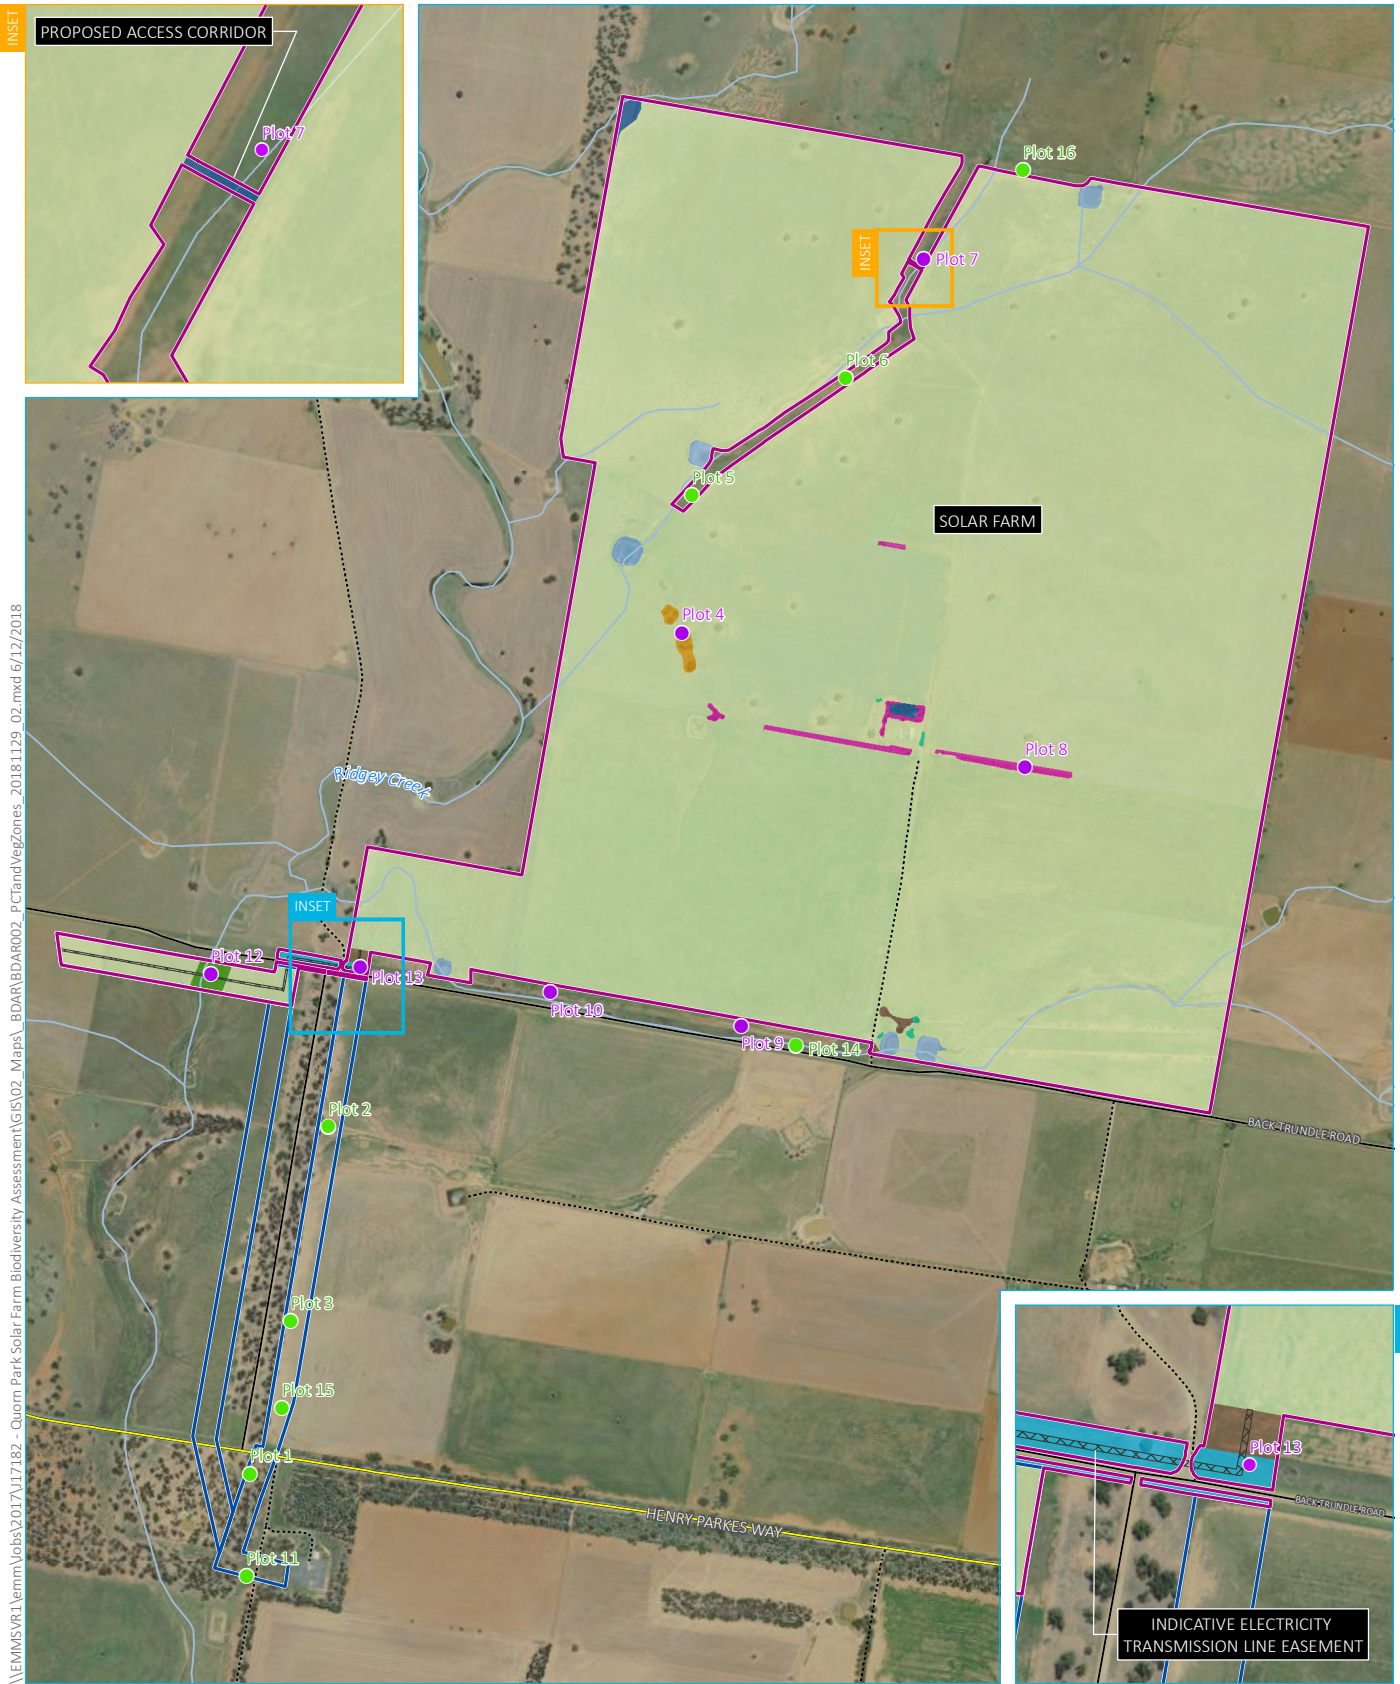 INSET
PROPOSED ACCESS CORRIDOR
Plot 7
Plot 16
INSET
Plot 7
Plot 6
Plot 5
SOLAR FARM
Plot 4
Plot 8
Ridgey Creek
INSET
Plot 12
Plot 13
Plot 10
Plot 9
Plot 14
BACK TRUNDLE ROAD
Plot 2
Plot 3
Plot 15
Plot 1
HENRY PARKES WAY
Plot 11
Plot 13
BACK TRUNDLE ROAD
INDICATIVE ELECTRICITY
TRANSMISSION LINE EASEMENT
\\EMMSVR1\emm\Jobs\2017\J17182 - Quorn Park Solar Farm Biodiversity Assessment\GIS\02_Maps\_BDAR\BDAR002_PCTandVegZones_20181129_02.mxd 6/12/2018